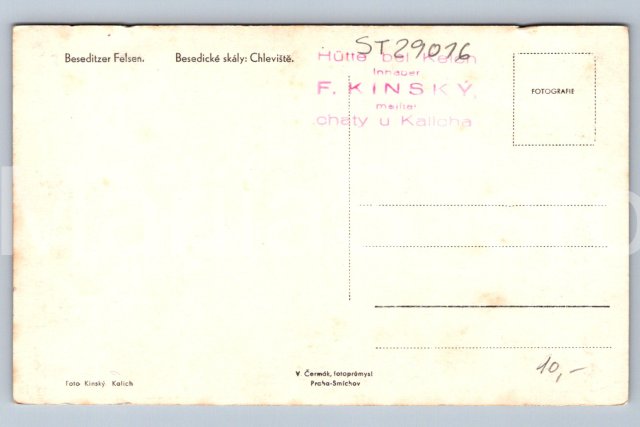 Beseditzer Felsen. Besedické skály: Chleviště.
ST29016
Hütte bei Kelch
Inhaber
F. KINSKÝ,
majitel
chaty u Kalicha
FOTOGRAFIE
10,-
V. Čermák, fotoprůmysl
Praha-Smíchov
Foto Kinský Kalich